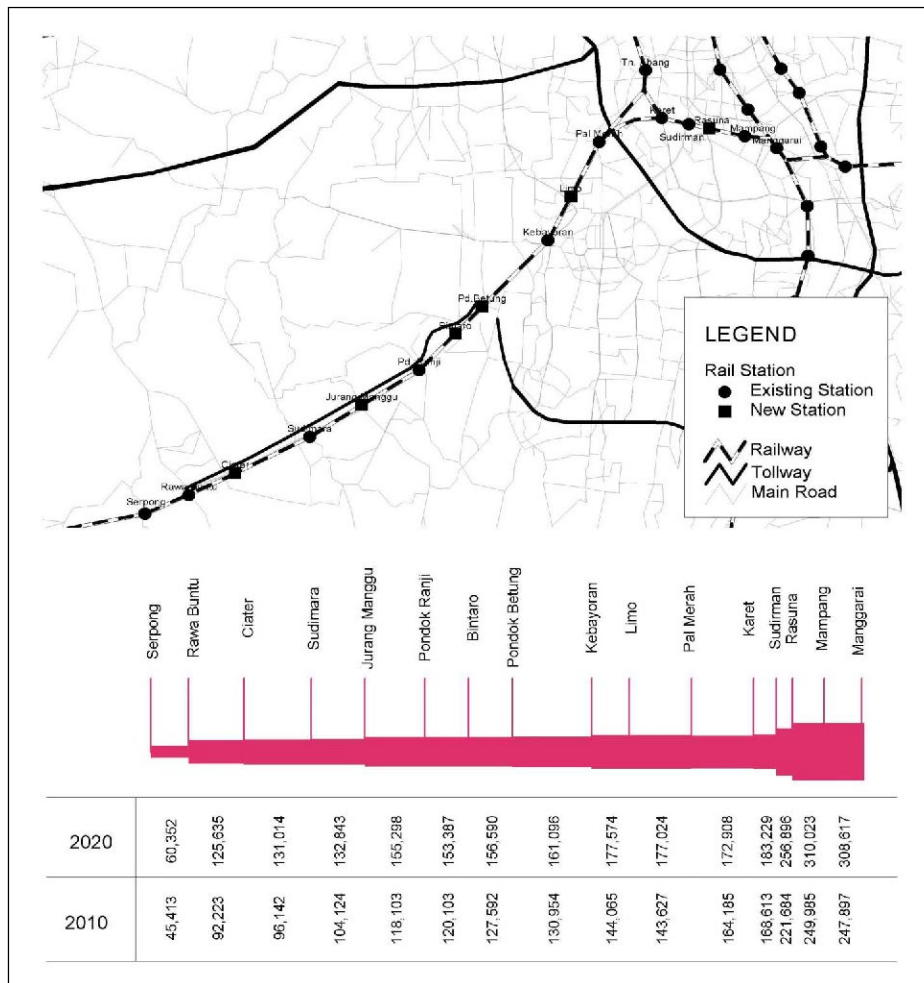 Tn. Abang
Karet
Rasuna
Pal Merah
Sudirman
Mampang
Manggarai
Limo
Kebayoran
Pd.Betung
Bintaro
Pd. Ranji
Jurang Manggu
Sudimara
Ciater
Rawa Buntu
Serpong
LEGEND
Rail Station
Existing Station
New Station
Railway
Tollway
Main Road
Serpong
Rawa Buntu
Ciater
Sudimara
Jurang Manggu
Pondok Ranji
Bintaro
Pondok Betung
Kebayoran
Limo
Pal Merah
Karet
Sudirman
Rasuna
Mampang
Manggarai
2020 60,352 125,635 131,014 132,843 155,298 153,387 156,590 161,096 177,574 177,024 172,908 183,229 256,896 310,023 308,617
2010 45,413 92,223 96,142 104,124 118,103 120,103 127,592 130,954 144,065 143,627 164,185 168,613 221,684 249,985 247,897